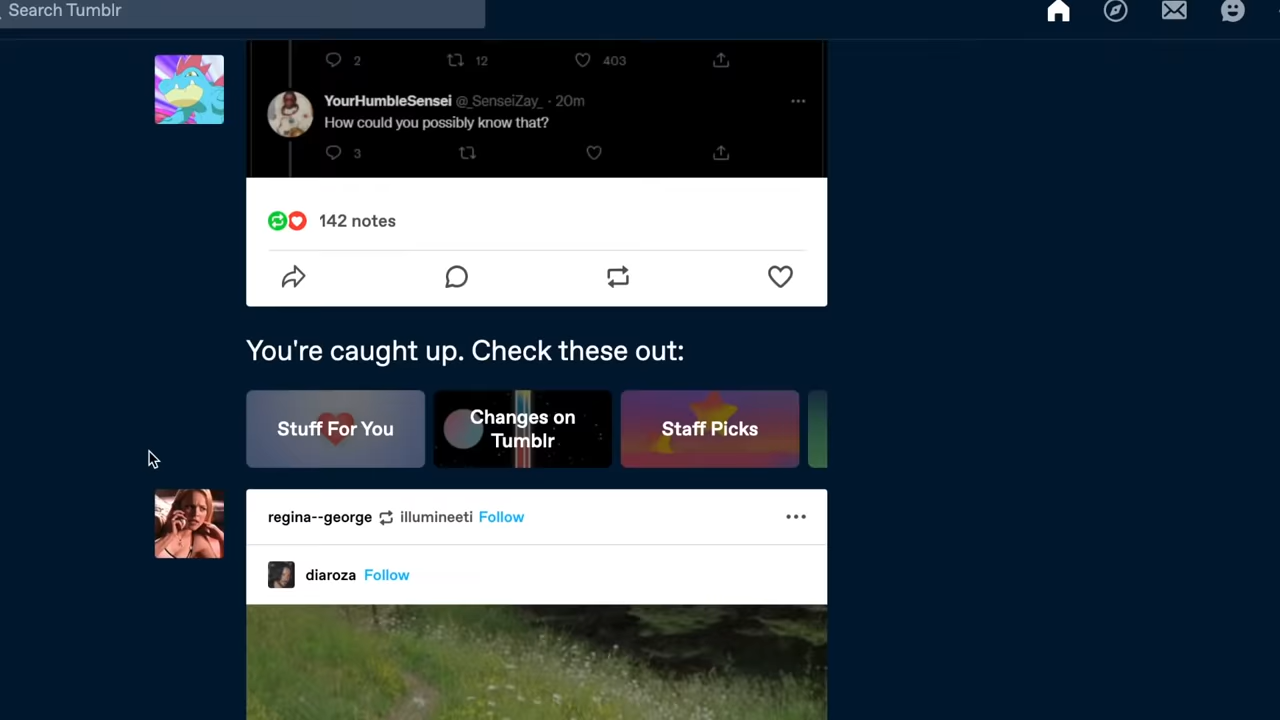 Search Tumblr
2 12 403
YourHumbleSensei @_SenseiZay_ · 20m
How could you possibly know that?
3
142 notes
You're caught up. Check these out:
Stuff For You
Changes on
Tumblr
Staff Picks
regina--george illumineeti Follow
diaroza Follow